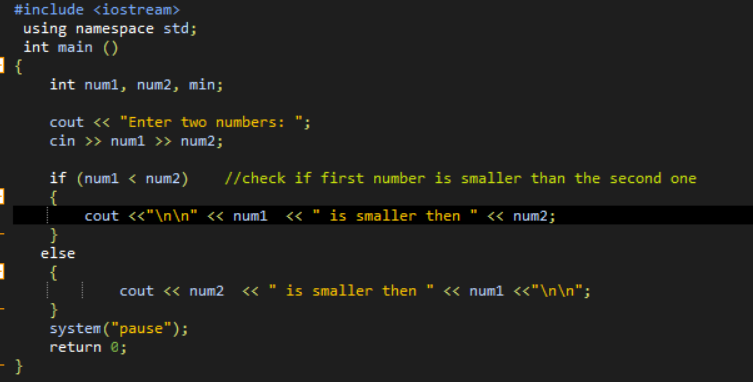 #include <iostream>
using namespace std;
int main ()
{
int num1, num2, min;
cout << "Enter two numbers: ";
cin >> num1 >> num2;
if (num1 < num2)    //check if first number is smaller than the second one
{
cout <<"\n\n" << num1  << " is smaller then " << num2;
}
else
{
cout << num2  << " is smaller then " << num1 <<"\n\n";
}
system("pause");
return 0;
}